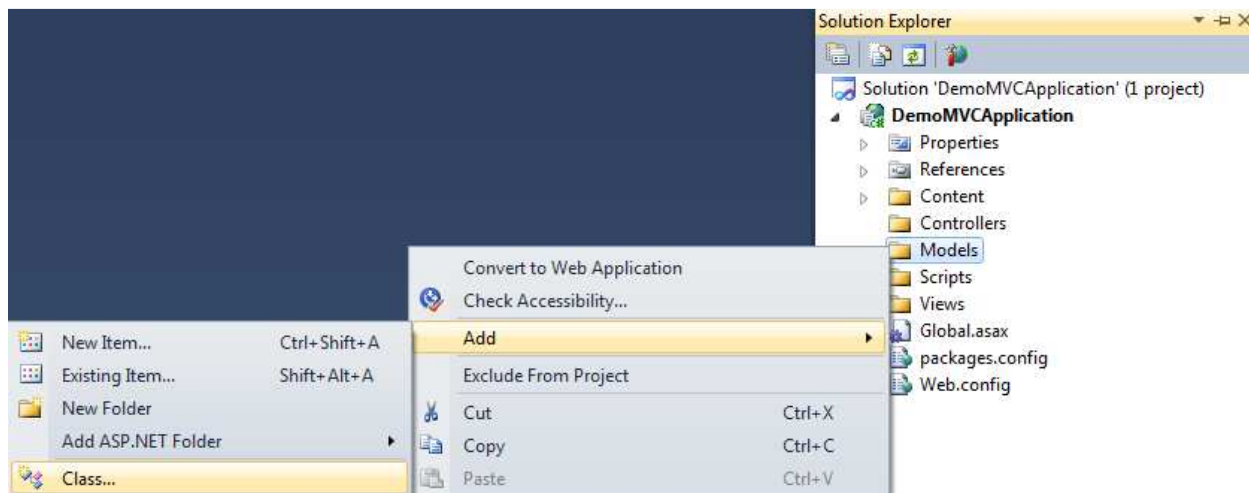 Solution Explorer
Solution 'DemoMVCApplication' (1 project)
DemoMVCApplication
Properties
References
Content
Controllers
Models
Scripts
Views
Global.asax
packages.config
Web.config
Convert to Web Application
Check Accessibility...
Add
Exclude From Project
Cut Ctrl+X
Copy Ctrl+C
Paste Ctrl+V
New Item... Ctrl+Shift+A
Existing Item... Shift+Alt+A
New Folder
Add ASP.NET Folder
Class...